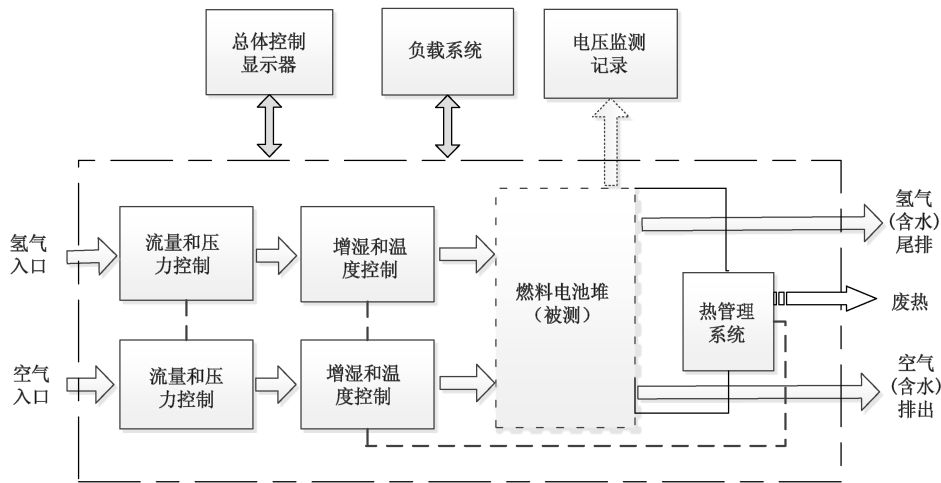 总体控制
显示器
负载系统
电压监测
记录
氢气
入口
流量和压
力控制
增湿和温
度控制
燃料电池堆
（被测）
热管理
系统
氢气
(含水)
尾排
废热
空气
入口
流量和压
力控制
增湿和温
度控制
空气
(含水)
排出